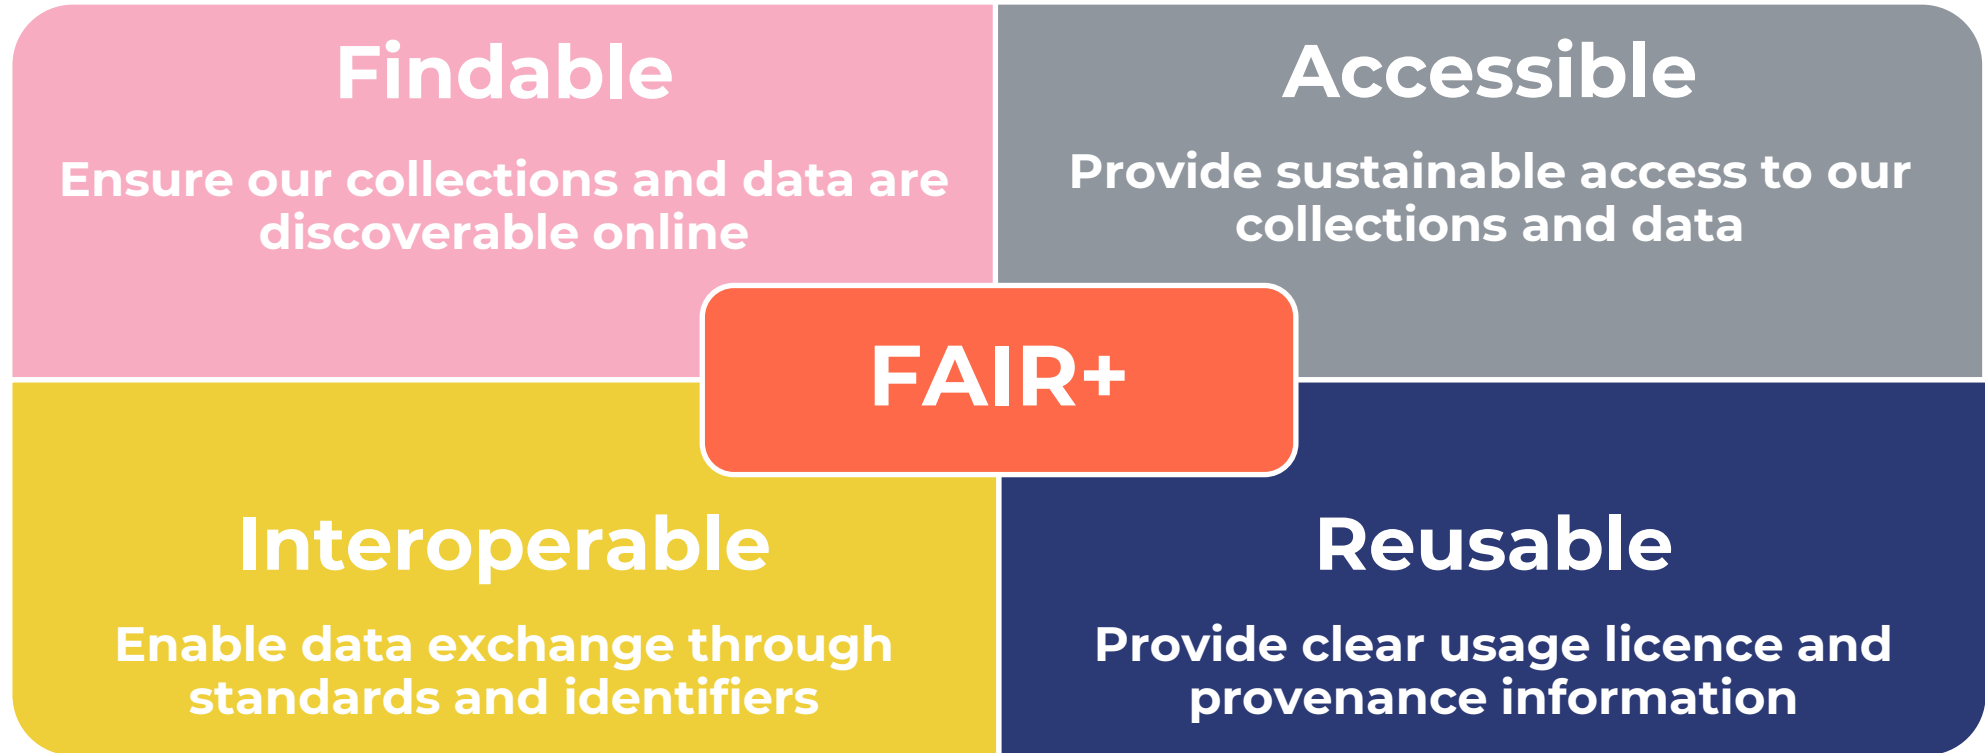 Findable
Ensure our collections and data are
discoverable online
Accessible
Provide sustainable access to our
collections and data
FAIR+
Interoperable
Enable data exchange through
standards and identifiers
Reusable
Provide clear usage licence and
provenance information